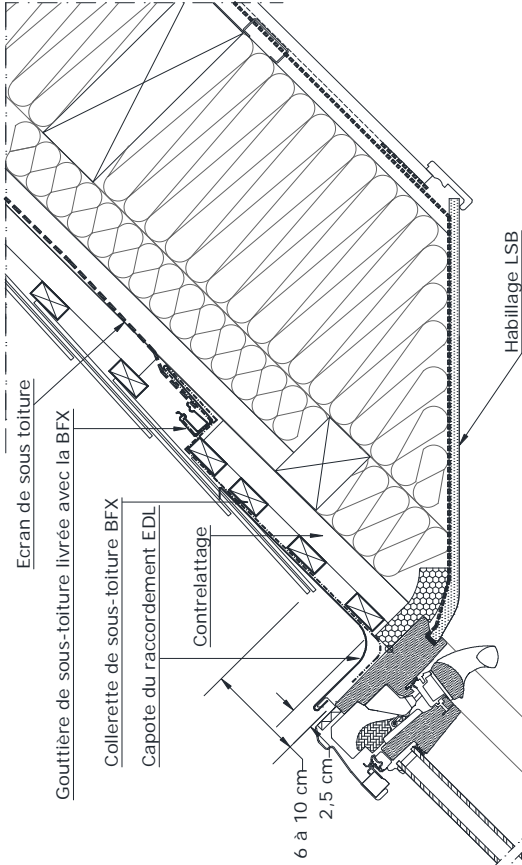 Ecran de sous toiture
Gouttière de sous-toiture livrée avec la BFX
Collerette de sous-toiture BFX
Capote du raccordement EDL
Contrelattage
6 à 10 cm
2,5 cm
Habillage LSB